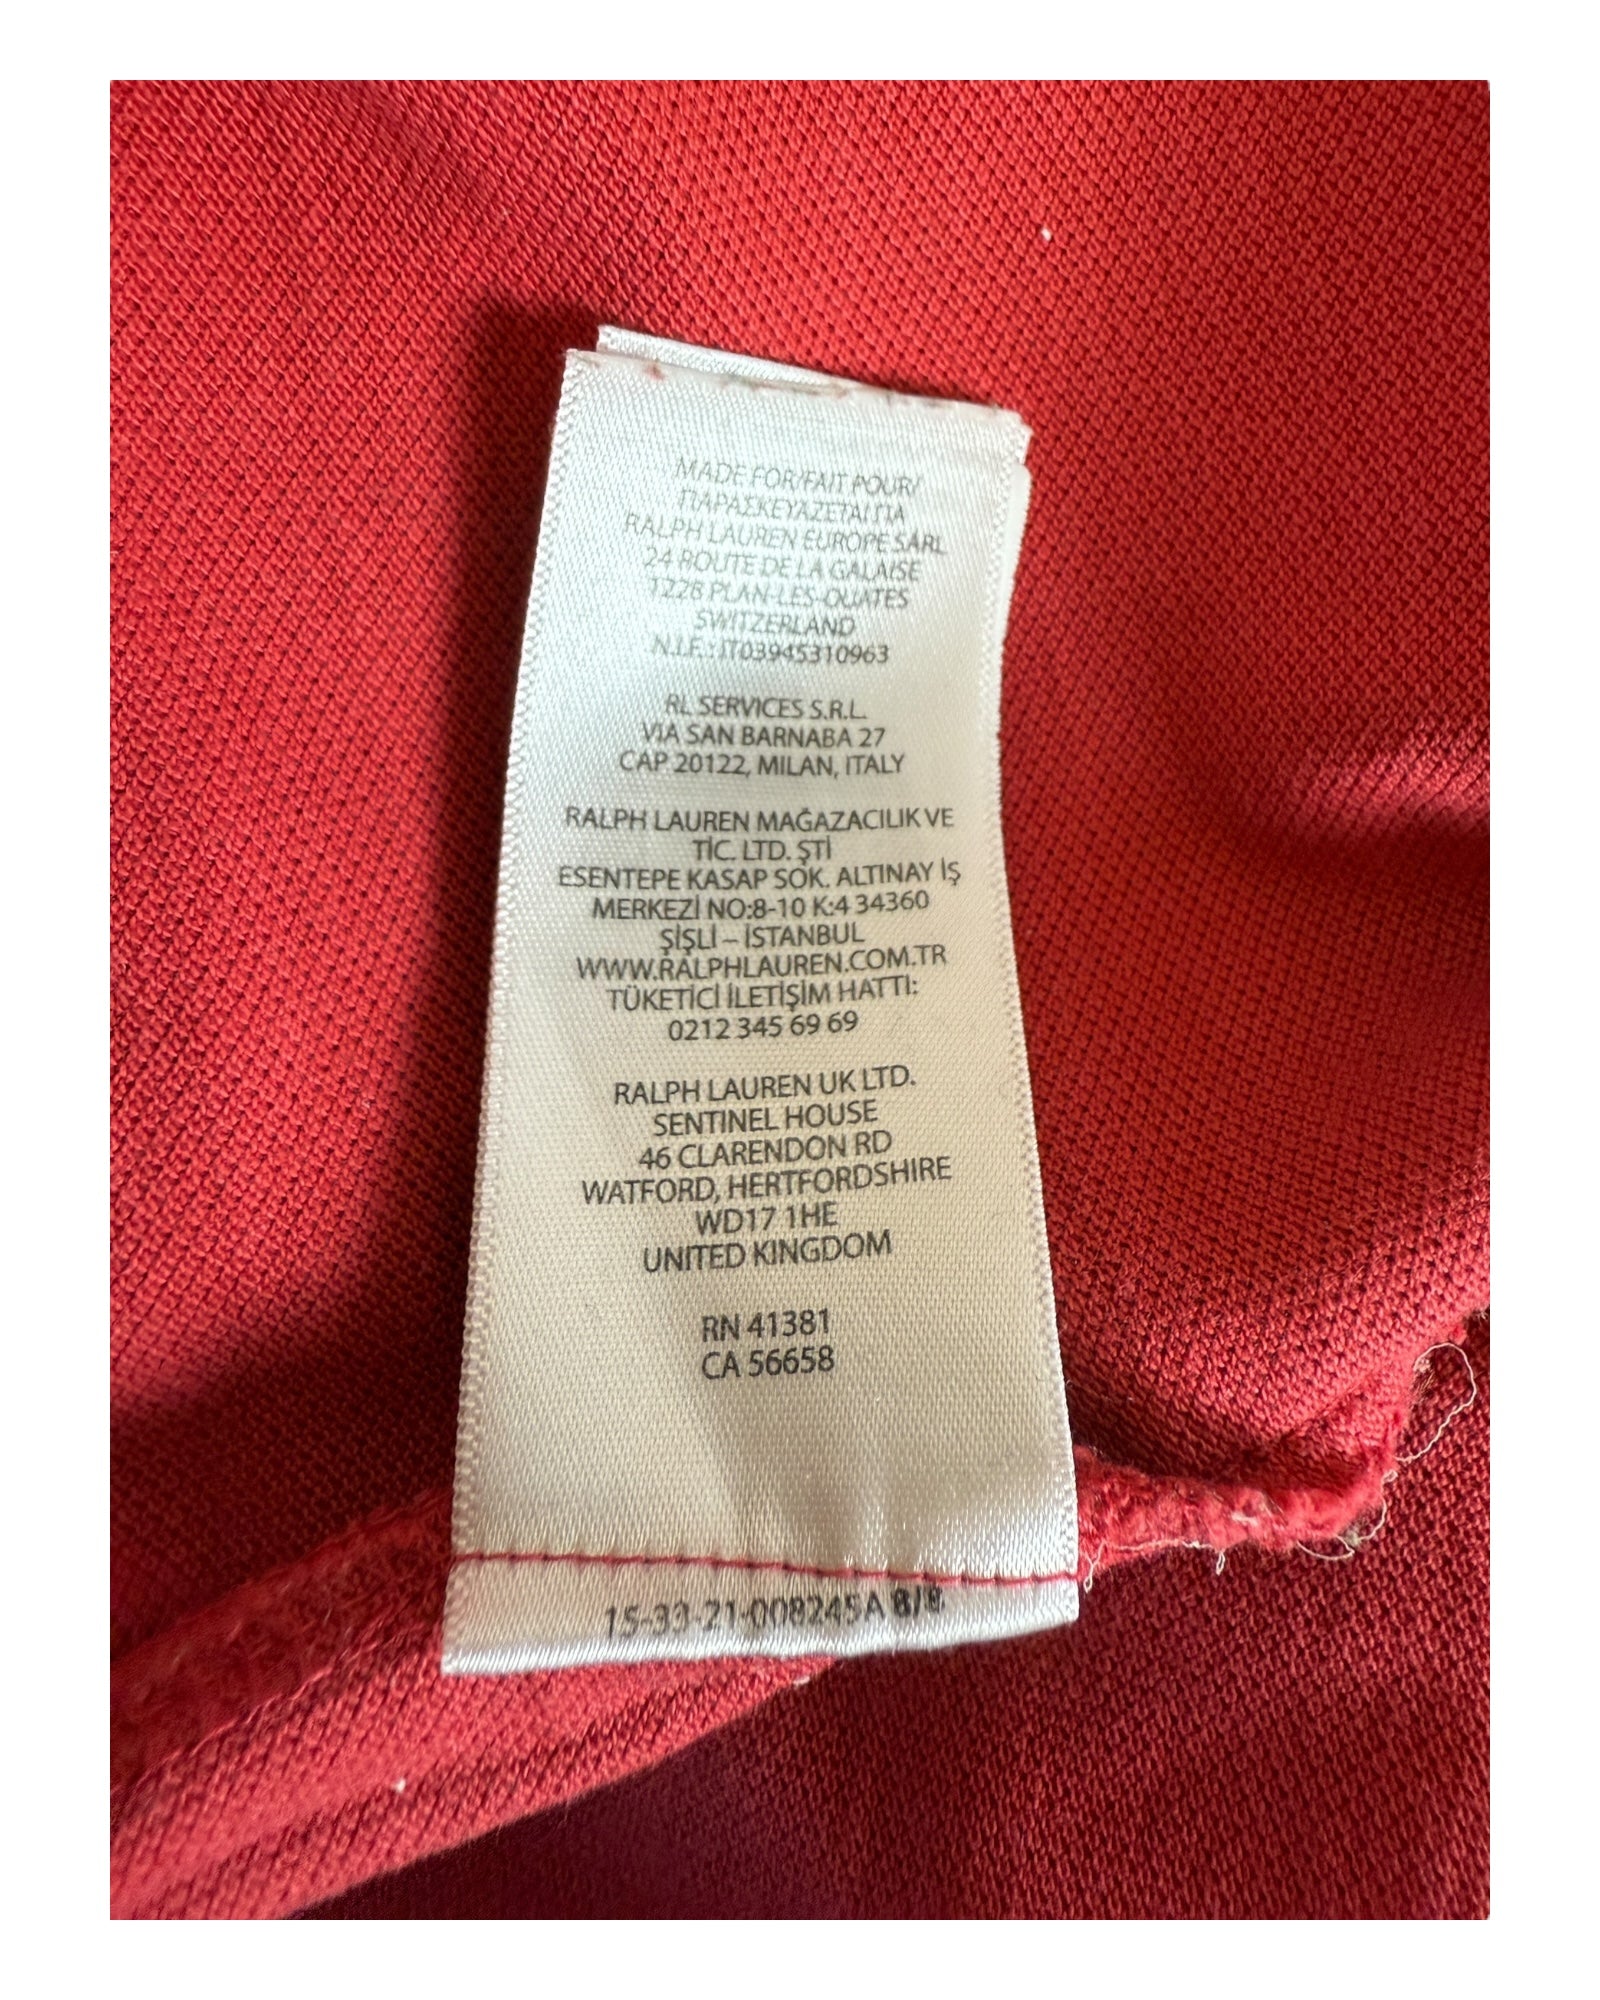 MADE FOR/FAIT POUR/
ΠΑΡΑΣΚΕΥΑΖΕΤΑΙ ΓΙΑ
RALPH LAUREN EUROPE SARL
24 ROUTE DE LA GALAISE
1228 PLAN-LES-OUATES
SWITZERLAND
N.I.F. : IT03945310963
RL SERVICES S.R.L.
VIA SAN BARNABA 27
CAP 20122, MILAN, ITALY
RALPH LAUREN MAĞAZACILIK VE
TİC. LTD. ŞTİ
ESENTEPE KASAP SOK. ALTINAY İŞ
MERKEZİ NO:8-10 K:4 34360
ŞİŞLİ – İSTANBUL
WWW.RALPHLAUREN.COM.TR
TÜKETİCİ İLETİŞİM HATTI:
0212 345 69 69
RALPH LAUREN UK LTD.
SENTINEL HOUSE
46 CLARENDON RD
WATFORD, HERTFORDSHIRE
WD17 1HE
UNITED KINGDOM
RN 41381
CA 56658
15-33-21-008245A 8/8